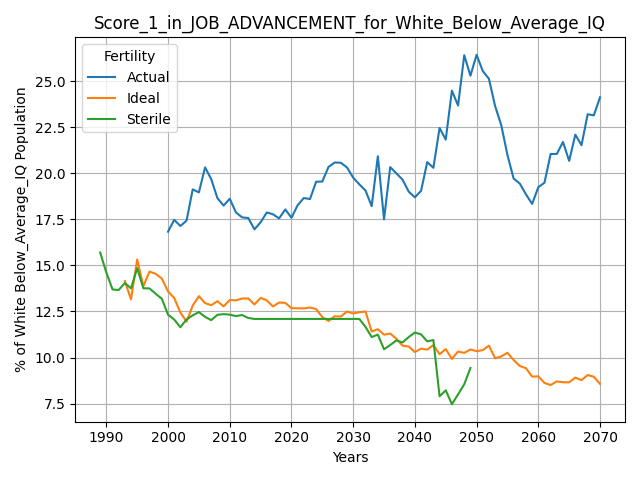 Score_1_in_JOB_ADVANCEMENT_for_White_Below_Average_IQ
Fertility
Actual
Ideal
Sterile
% of White Below_Average_IQ Population
25.0
22.5
20.0
17.5
15.0
12.5
10.0
7.5
1990 2000 2010 2020 2030 2040 2050 2060 2070
Years